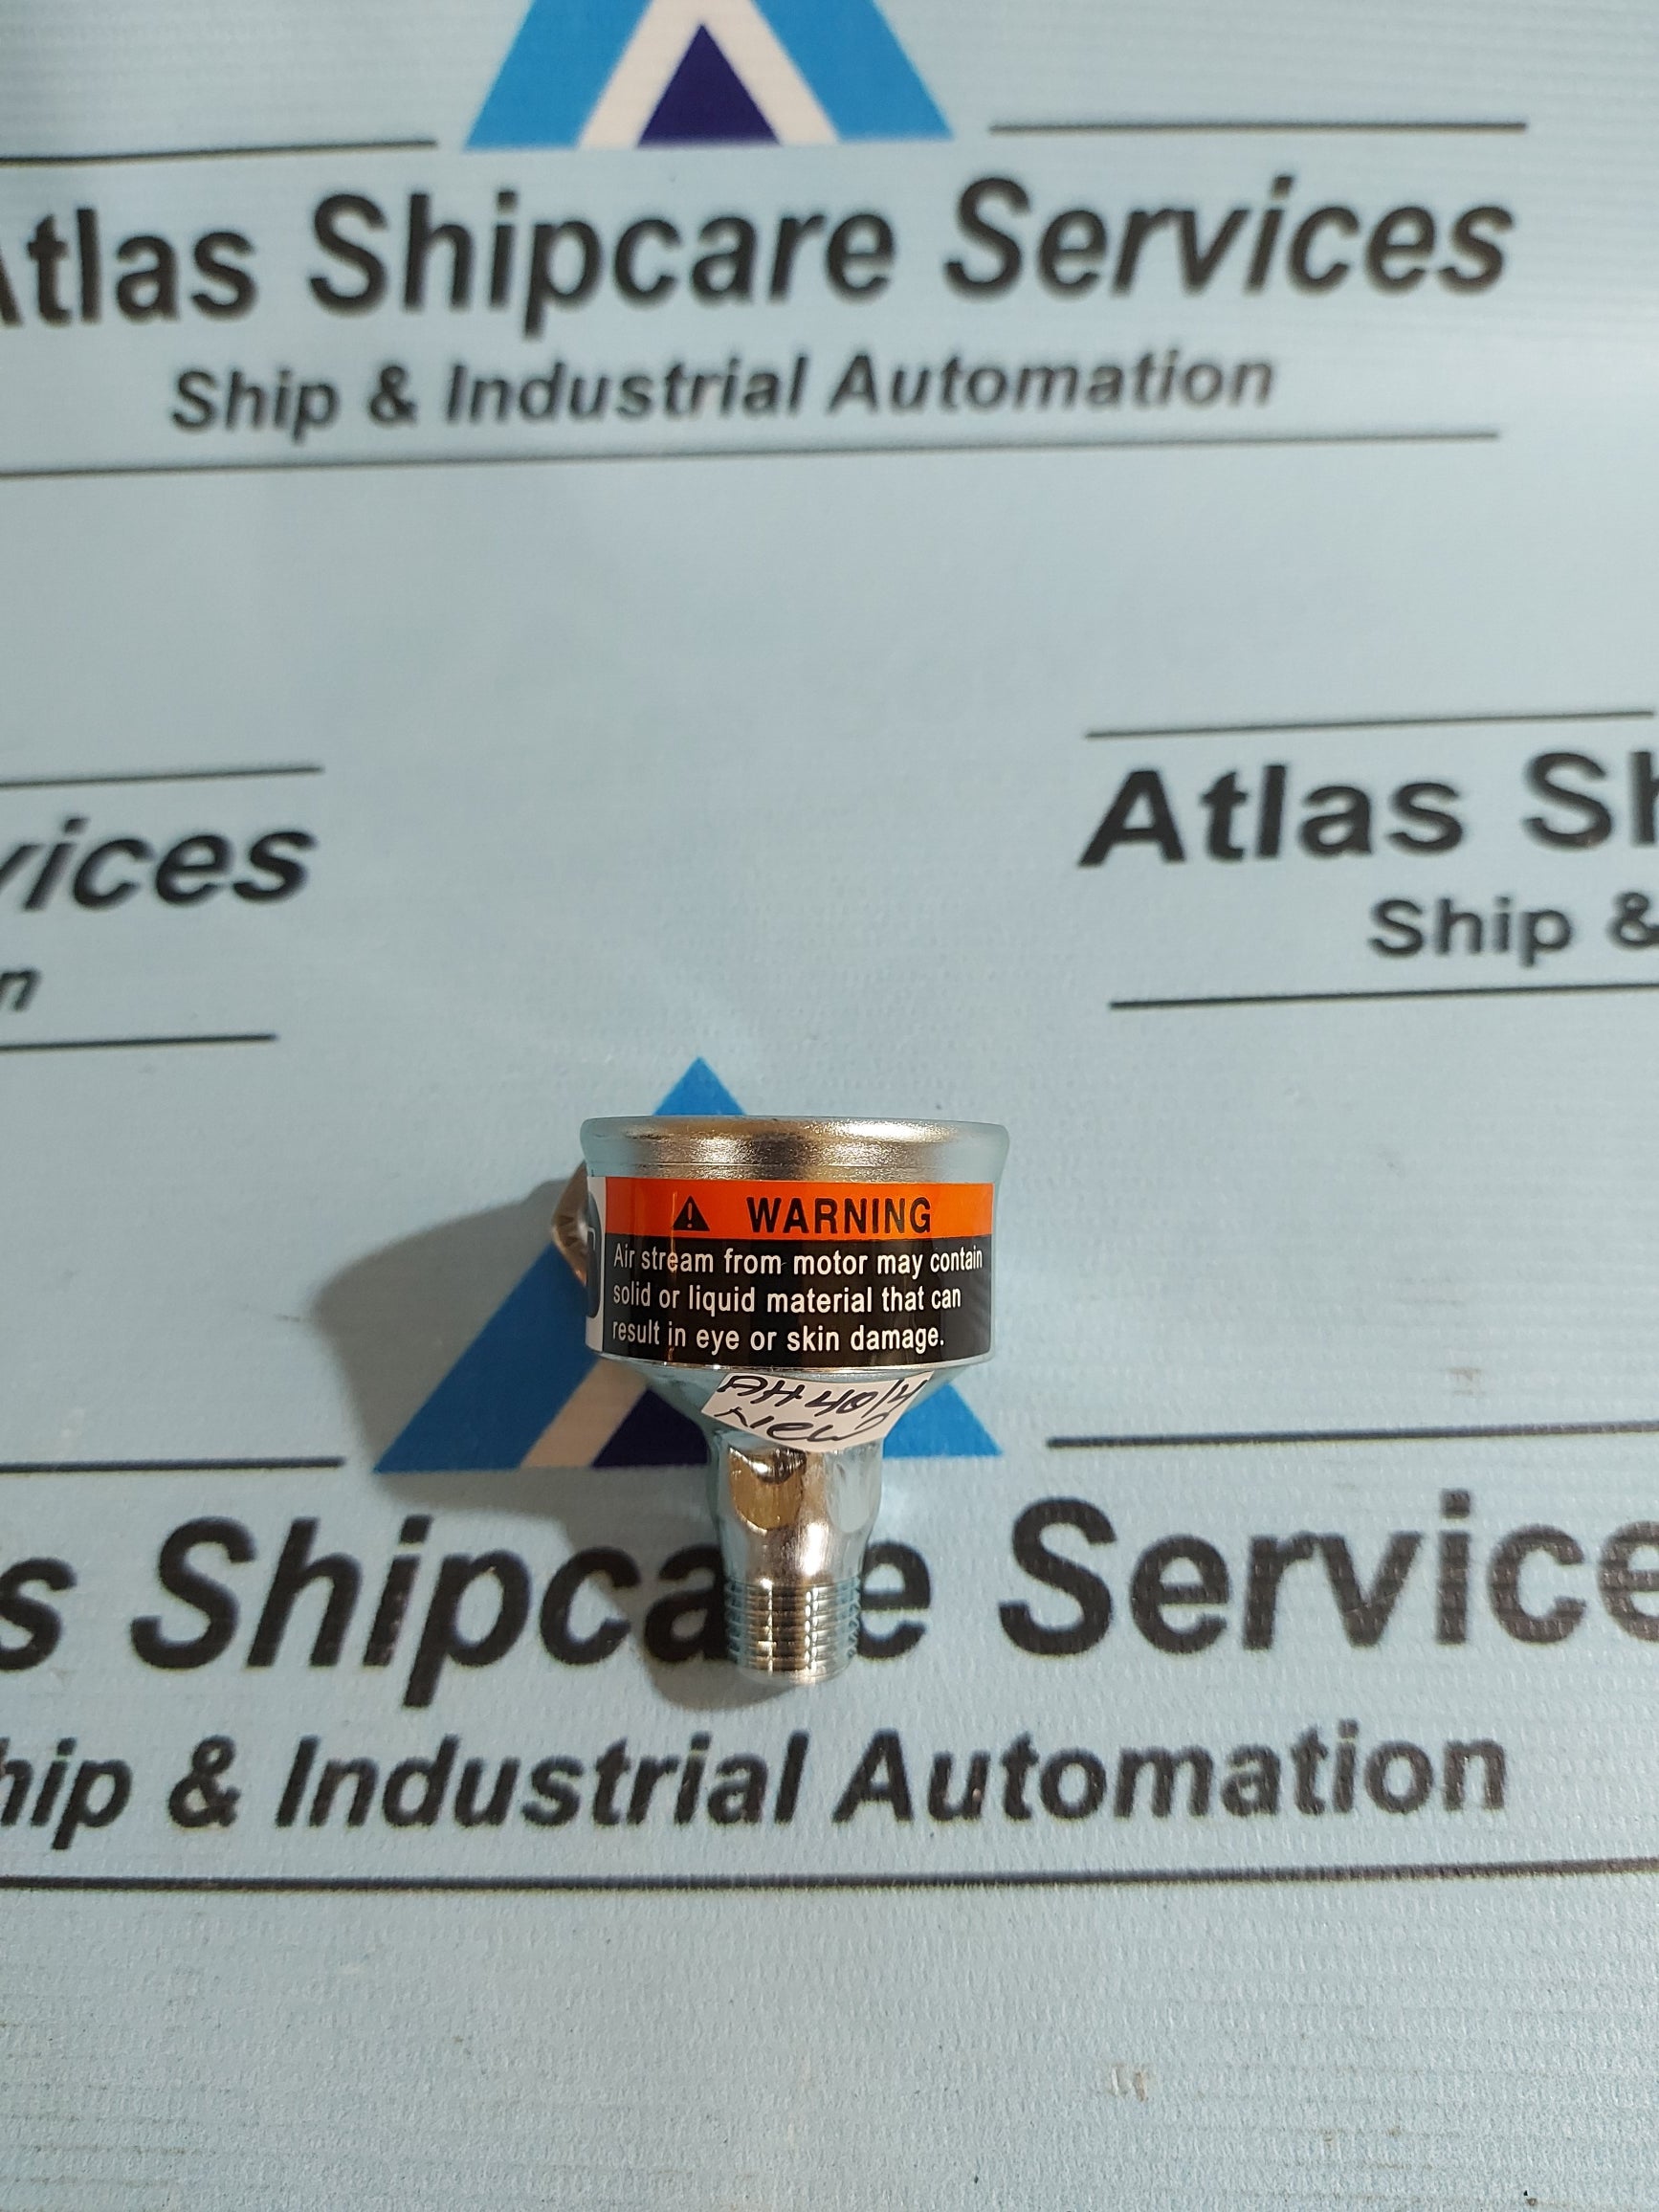 Atlas Shipcare Services
Ship & Industrial Automation
vices
n
Atlas Sh
Ship &
WARNING
Air stream from motor may contain
solid or liquid material that can
result in eye or skin damage.
AH4014
New
s Shipca e Service
hip & Industrial Automation